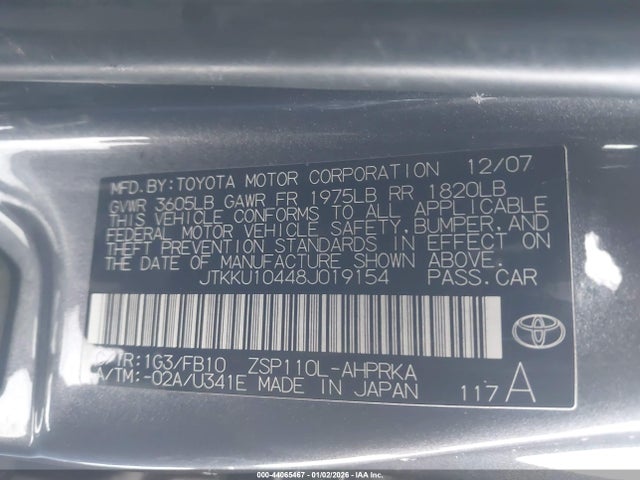 MFD. BY: TOYOTA MOTOR CORPORATION 12/07
GVWR 3605LB GAWR FR 1975LB RR 1820LB
THIS VEHICLE CONFORMS TO ALL APPLICABLE
FEDERAL MOTOR VEHICLE SAFETY, BUMPER, AND
THEFT PREVENTION STANDARDS IN EFFECT ON
THE DATE OF MANUFACTURE SHOWN ABOVE.
JTKKU10448J019154 PASS. CAR
C/TR: 1G3/FB10 ZSP110L-AHPRKA
A/TM: -02A/U341E MADE IN JAPAN
117 A
000-44065467 - 01/02/2026 - IAA Inc.